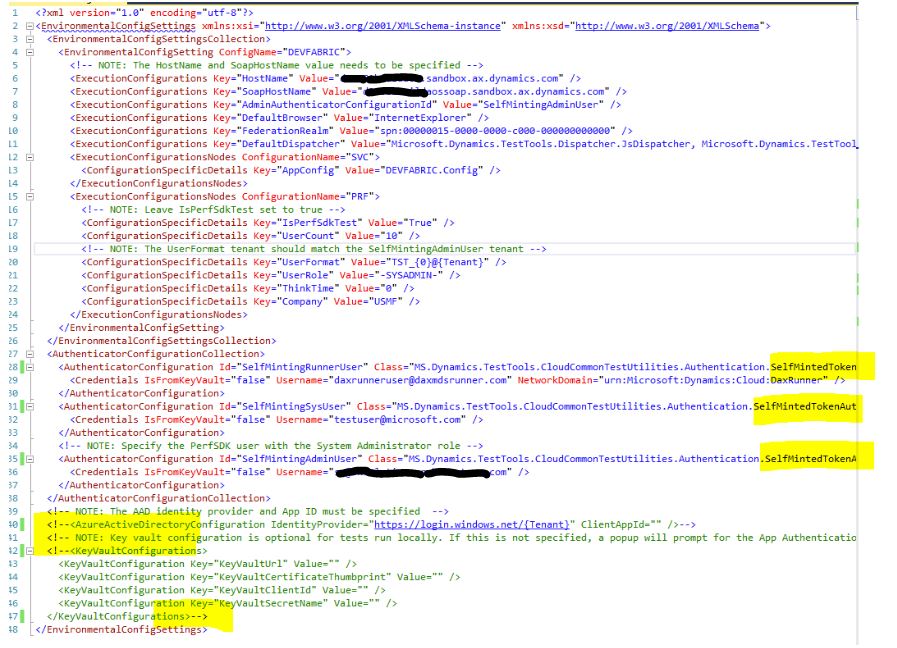 1 <?xml version="1.0" encoding="utf-8"?>
2 <EnvironmentalConfigSettings xmlns:xsi="http://www.w3.org/2001/XMLSchema-instance" xmlns:xsd="http://www.w3.org/2001/XMLSchema">
3 <EnvironmentalConfigSettingsCollection>
4 <EnvironmentalConfigSetting ConfigName="DEVFABRIC">
5 <!-- NOTE: The HostName and SoapHostName value needs to be specified -->
6 <ExecutionConfigurations Key="HostName" Value=" .sandbox.ax.dynamics.com" />
7 <ExecutionConfigurations Key="SoapHostName" Value=" ossoap.sandbox.ax.dynamics.com" />
8 <ExecutionConfigurations Key="AdminAuthenticatorConfigurationId" Value="SelfMintingAdminUser" />
9 <ExecutionConfigurations Key="DefaultBrowser" Value="InternetExplorer" />
10 <ExecutionConfigurations Key="FederationRealm" Value="spn:00000015-0000-0000-c000-000000000000" />
11 <ExecutionConfigurations Key="DefaultDispatcher" Value="Microsoft.Dynamics.TestTools.Dispatcher.JsDispatcher, Microsoft.Dynamics.TestTool
12 <ExecutionConfigurationsNodes ConfigurationName="SVC">
13 <ConfigurationSpecificDetails Key="AppConfig" Value="DEVFABRIC.Config" />
14 </ExecutionConfigurationsNodes>
15 <ExecutionConfigurationsNodes ConfigurationName="PRF">
16 <!-- NOTE: Leave IsPerfSdkTest set to true -->
17 <ConfigurationSpecificDetails Key="IsPerfSdkTest" Value="True" />
18 <ConfigurationSpecificDetails Key="UserCount" Value="10" />
19 <!-- NOTE: The UserFormat tenant should match the SelfMintingAdminUser tenant -->
20 <ConfigurationSpecificDetails Key="UserFormat" Value="TST_{0}@{Tenant}" />
21 <ConfigurationSpecificDetails Key="UserRole" Value="-SYSADMIN-" />
22 <ConfigurationSpecificDetails Key="ThinkTime" Value="0" />
23 <ConfigurationSpecificDetails Key="Company" Value="USMF" />
24 </ExecutionConfigurationsNodes>
25 </EnvironmentalConfigSetting>
26 </EnvironmentalConfigSettingsCollection>
27 <AuthenticatorConfigurationCollection>
28 <AuthenticatorConfiguration Id="SelfMintingRunnerUser" Class="MS.Dynamics.TestTools.CloudCommonTestUtilities.Authentication.SelfMintedToken
29 <Credentials IsFromKeyVault="false" Username="daxrunneruser@daxmdsrunner.com" NetworkDomain="urn:Microsoft:Dynamics:Cloud:DaxRunner" />
30 </AuthenticatorConfiguration>
31 <AuthenticatorConfiguration Id="SelfMintingSysUser" Class="MS.Dynamics.TestTools.CloudCommonTestUtilities.Authentication.SelfMintedTokenAut
32 <Credentials IsFromKeyVault="false" Username="testuser@microsoft.com" />
33 </AuthenticatorConfiguration>
34 <!-- NOTE: Specify the PerfSDK user with the System Administrator role -->
35 <AuthenticatorConfiguration Id="SelfMintingAdminUser" Class="MS.Dynamics.TestTools.CloudCommonTestUtilities.Authentication.SelfMintedTokenA
36 <Credentials IsFromKeyVault="false" Username=" om" />
37 </AuthenticatorConfiguration>
38 </AuthenticatorConfigurationCollection>
39 <!-- NOTE: The AAD identity provider and App ID must be specified -->
40 <!--<AzureActiveDirectoryConfiguration IdentityProvider="https://login.windows.net/{Tenant}" ClientAppId="" />-->
41 <!-- NOTE: Key vault configuration is optional for tests run locally. If this is not specified, a popup will prompt for the App Authenticatio
42 <!--<KeyVaultConfigurations>
43 <KeyVaultConfiguration Key="KeyVaultUrl" Value="" />
44 <KeyVaultConfiguration Key="KeyVaultCertificateThumbprint" Value="" />
45 <KeyVaultConfiguration Key="KeyVaultClientId" Value="" />
46 <KeyVaultConfiguration Key="KeyVaultSecretName" Value="" />
47 </KeyVaultConfigurations>-->
48 </EnvironmentalConfigSettings>